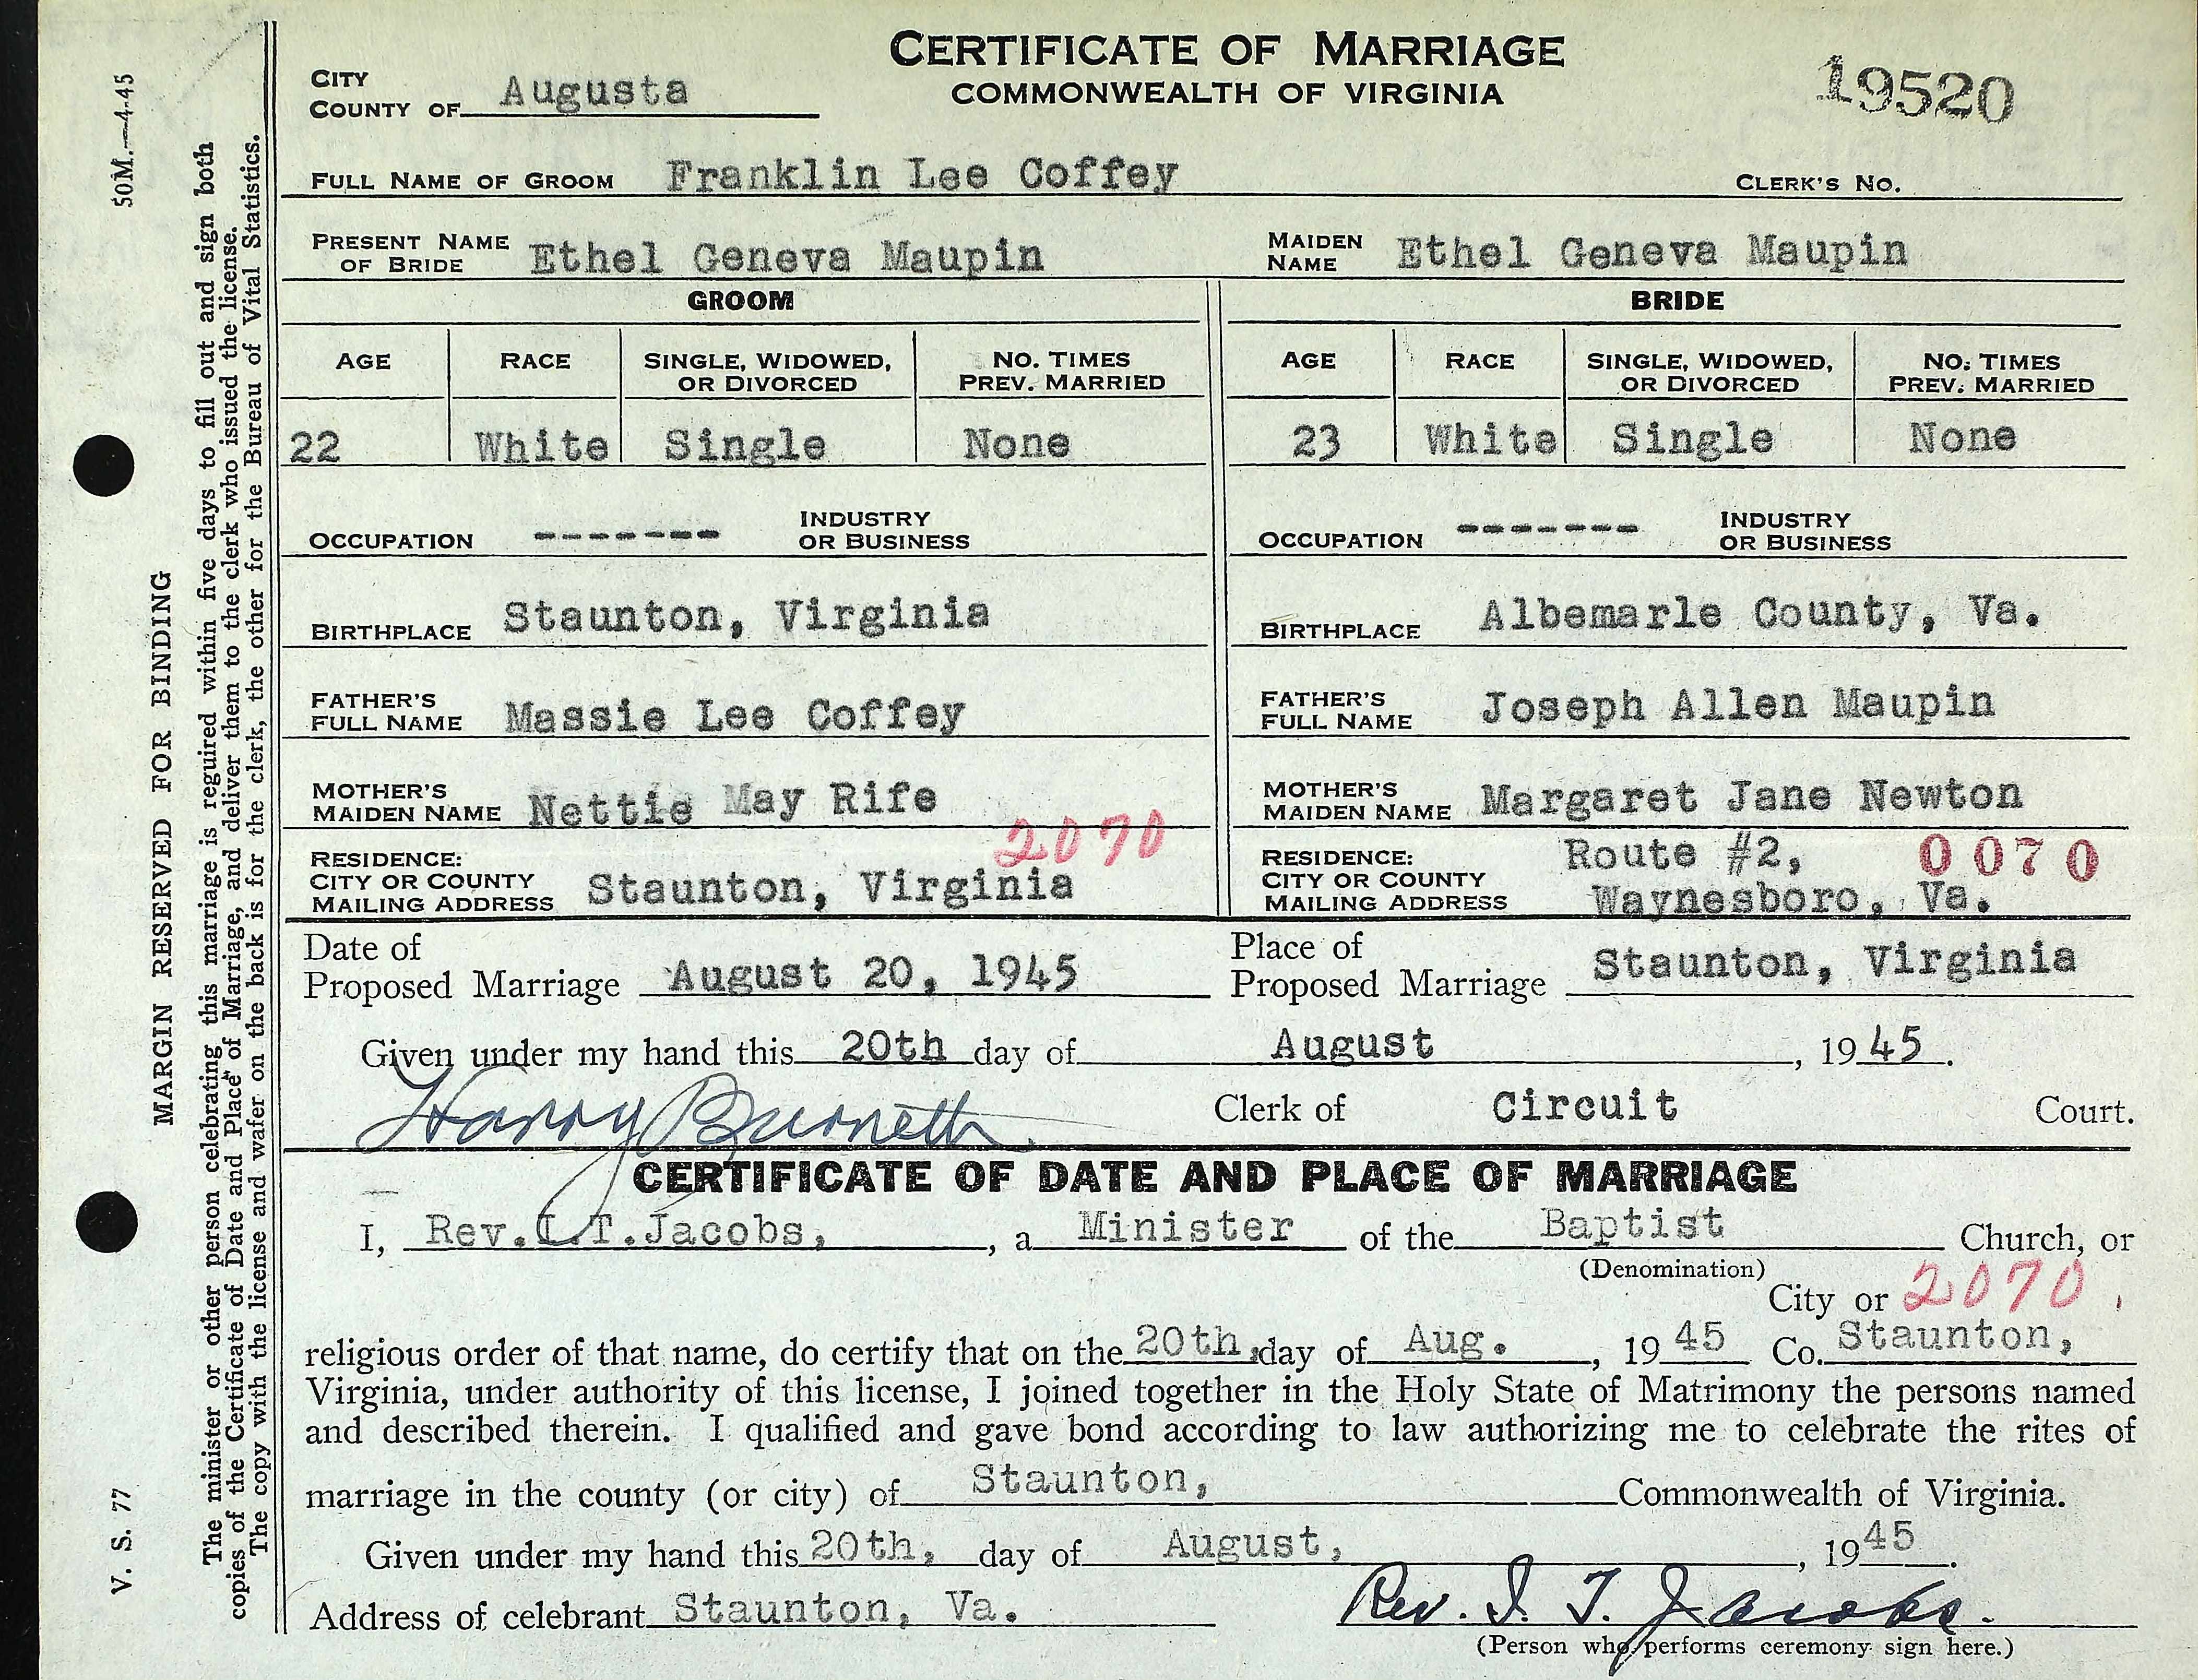 CERTIFICATE OF MARRIAGE
COMMONWEALTH OF VIRGINIA
19520
CITY
COUNTY OF Augusta
FULL NAME OF GROOM Franklin Lee Coffey CLERK'S NO.
PRESENT NAME OF BRIDE Ethel Geneva Maupin MAIDEN NAME Ethel Geneva Maupin
GROOM BRIDE
AGE RACE SINGLE, WIDOWED, OR DIVORCED NO. TIMES PREV. MARRIED AGE RACE SINGLE, WIDOWED, OR DIVORCED NO. TIMES PREV. MARRIED
22 White Single None 23 White Single None
OCCUPATION ------- INDUSTRY OR BUSINESS OCCUPATION ------- INDUSTRY OR BUSINESS
BIRTHPLACE Staunton, Virginia BIRTHPLACE Albemarle County, Va.
FATHER'S FULL NAME Massie Lee Coffey FATHER'S FULL NAME Joseph Allen Maupin
MOTHER'S MAIDEN NAME Nettie May Rife MOTHER'S MAIDEN NAME Margaret Jane Newton
2070
RESIDENCE: CITY OR COUNTY MAILING ADDRESS Staunton, Virginia RESIDENCE: CITY OR COUNTY MAILING ADDRESS Route #2, Waynesboro, Va. 0070
Date of Proposed Marriage August 20, 1945 Place of Proposed Marriage Staunton, Virginia
Given under my hand this 20th day of August, 1945.
Harry Burnett Clerk of Circuit Court.
CERTIFICATE OF DATE AND PLACE OF MARRIAGE
I, Rev.I.T.Jacobs, , a Minister of the Baptist Church, or
(Denomination)
City or 2070
religious order of that name, do certify that on the 20th, day of Aug. , 19 45 Co. Staunton,
Virginia, under authority of this license, I joined together in the Holy State of Matrimony the persons named
and described therein. I qualified and gave bond according to law authorizing me to celebrate the rites of
marriage in the county (or city) of Staunton, Commonwealth of Virginia.
Given under my hand this 20th, day of August, , 1945.
Address of celebrant Staunton, Va. Rev. I. T. Jacobs.
(Person who performs ceremony sign here.)
50M.—4-45
V. S. 77
MARGIN RESERVED FOR BINDING
The minister or other person celebrating this marriage is required within five days to fill out and sign both
copies of the Certificate of Date and Place of Marriage, and deliver them to the clerk who issued the license.
The copy with the license and wafer on the back is for the clerk, the other for the Bureau of Vital Statistics.